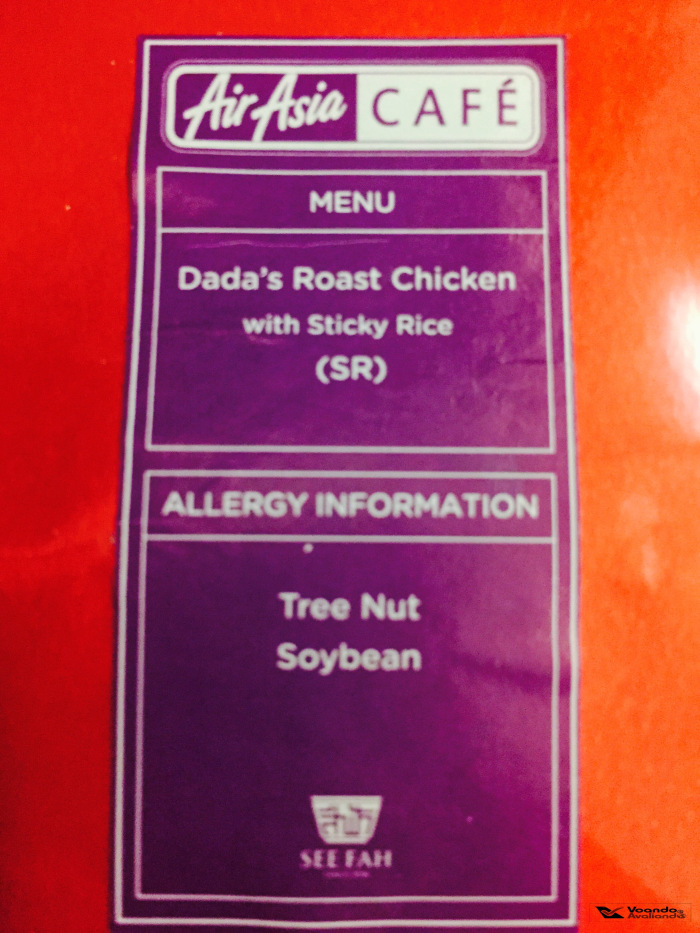 AirAsia CAFÉ
MENU
Dada's Roast Chicken
with Sticky Rice
(SR)
ALLERGY INFORMATION
Tree Nut
Soybean
SEE FAH
Voando
Avaliando